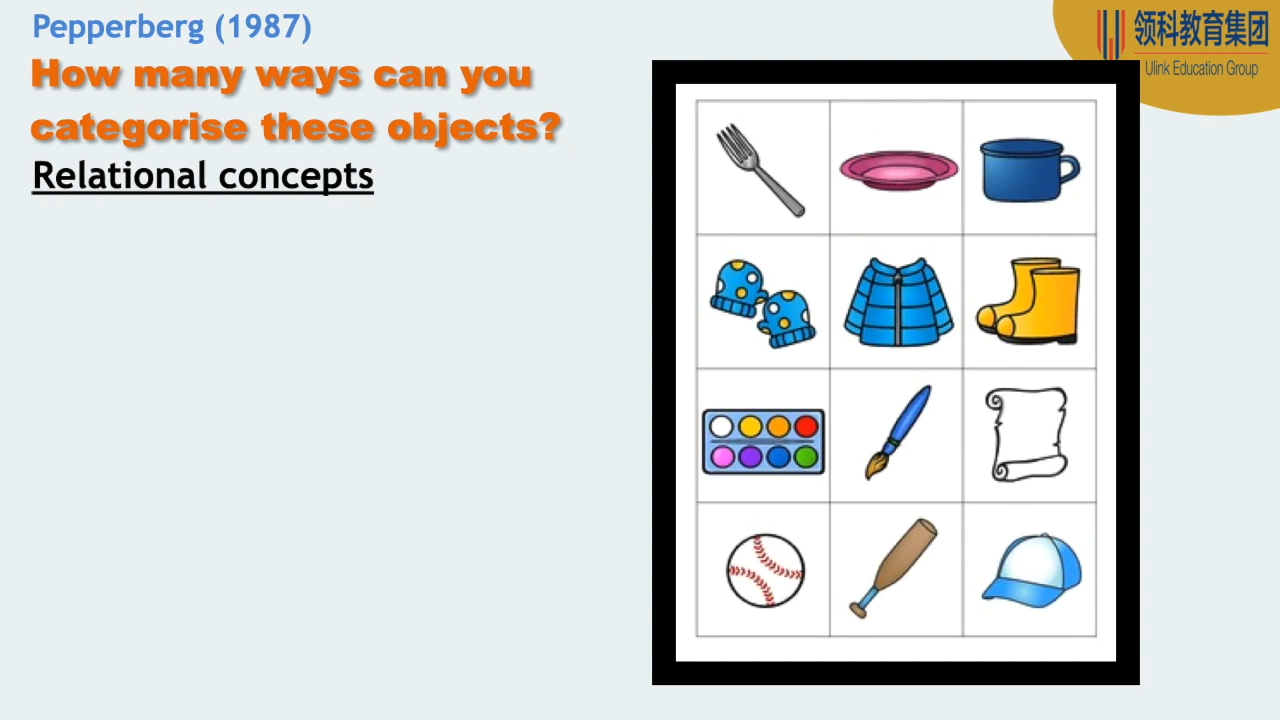 Pepperberg (1987)
How many ways can you
categorise these objects?
Relational concepts
领科教育集团
Ulink Education Group